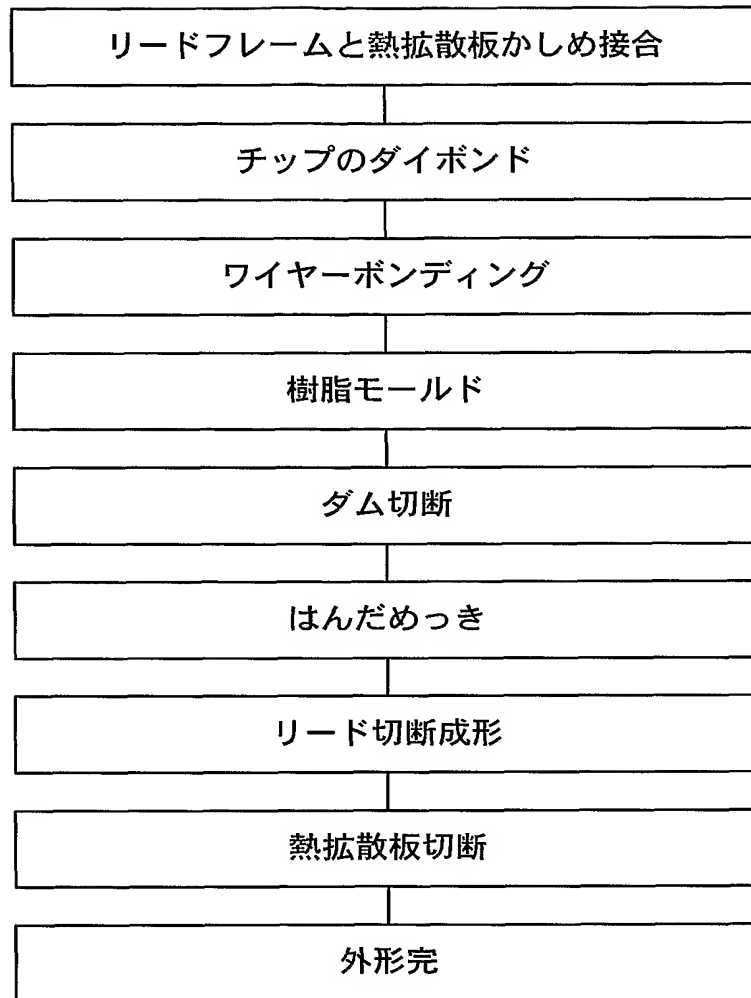 リードフレームと熱拡散板かしめ接合
チップのダイボンド
ワイヤーボンディング
樹脂モールド
ダム切断
はんだめっき
リード切断成形
熱拡散板切断
外形完